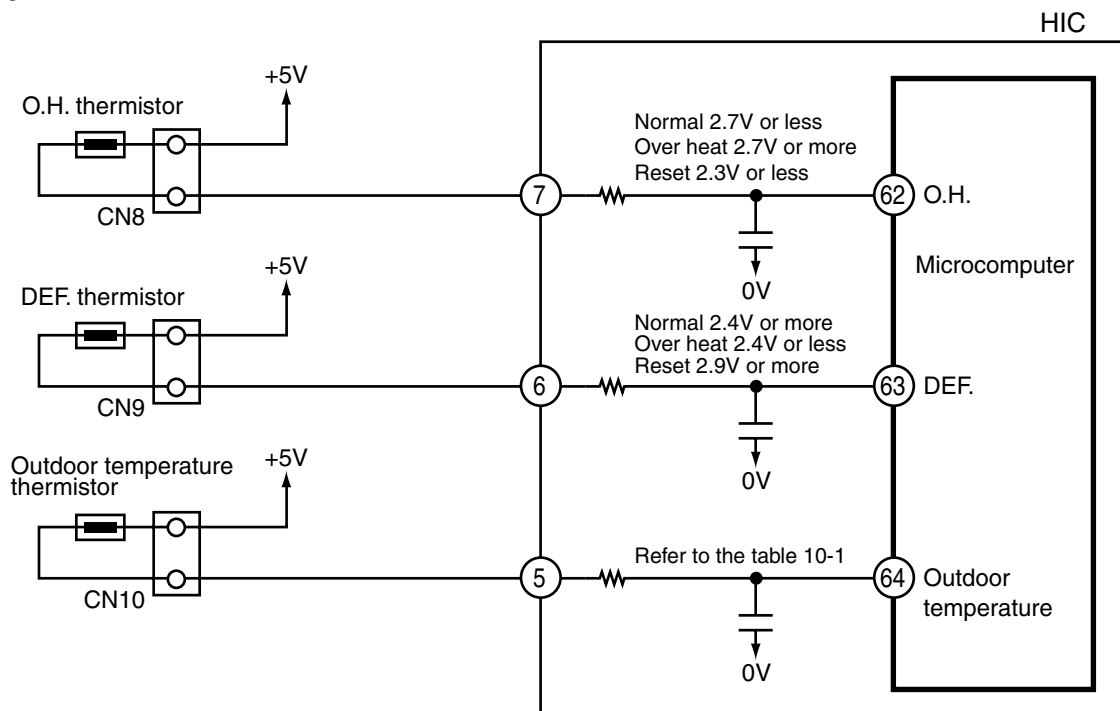 HIC
+5V
O.H. thermistor
CN8
7
Normal 2.7V or less
Over heat 2.7V or more
Reset 2.3V or less
0V
62
O.H.
Microcomputer
+5V
DEF. thermistor
CN9
6
Normal 2.4V or more
Over heat 2.4V or less
Reset 2.9V or more
0V
63
DEF.
+5V
Outdoor temperature
thermistor
CN10
5
Refer to the table 10-1
0V
64
Outdoor
temperature